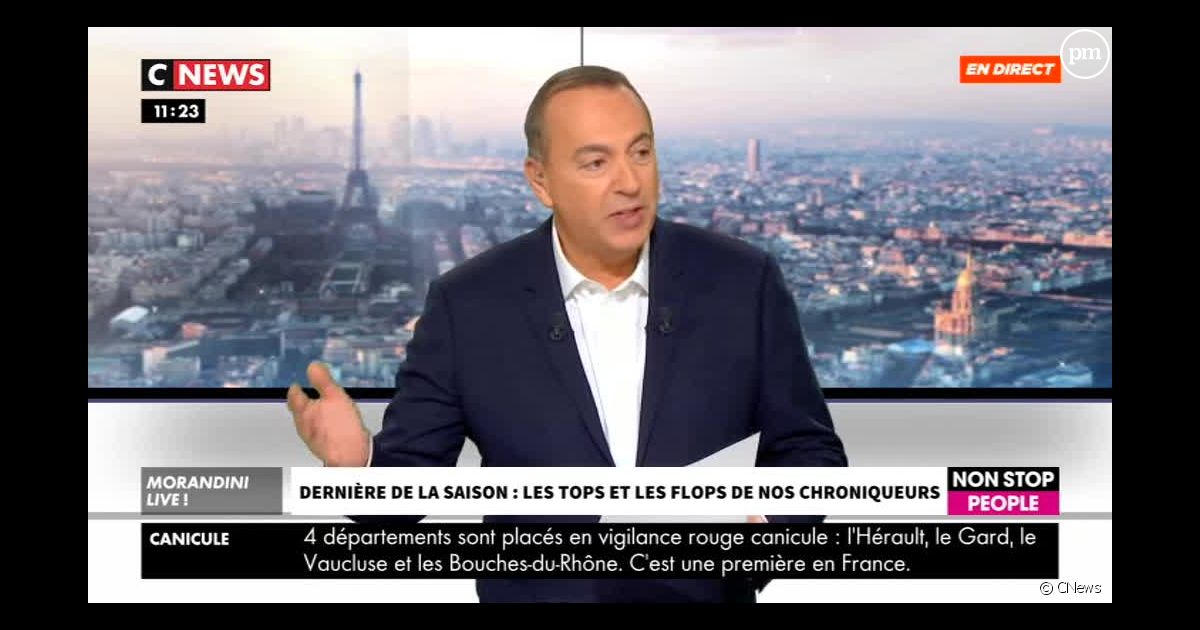 pm
C NEWS
EN DIRECT
11:23
MORANDINI
LIVE !
DERNIÈRE DE LA SAISON : LES TOPS ET LES FLOPS DE NOS CHRONIQUEURS
NON STOP
PEOPLE
CANICULE
4 départements sont placés en vigilance rouge canicule : l'Hérault, le Gard, le
Vaucluse et les Bouches-du-Rhône. C'est une première en France.
© CNews